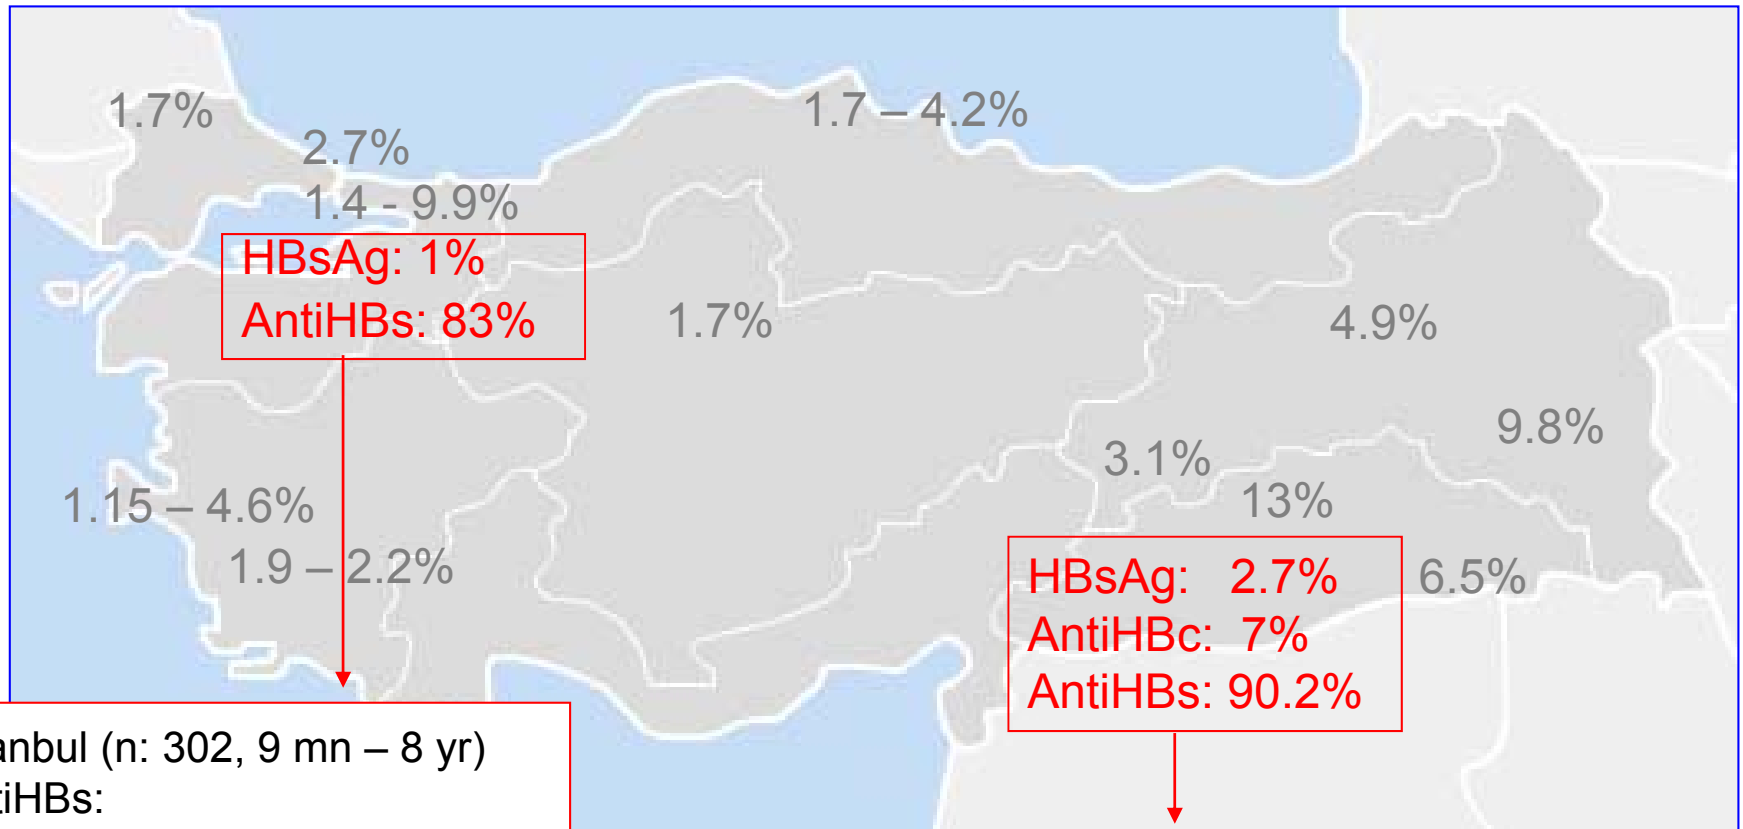 1.7%
2.7%
1.7 – 4.2%
1.4 - 9.9%
HBsAg: 1%
AntiHBs: 83%
1.7%
4.9%
9.8%
3.1%
13%
1.15 – 4.6%
1.9 – 2.2%
HBsAg: 2.7%
AntiHBc: 7%
AntiHBs: 90.2%
6.5%
anbul (n: 302, 9 mn – 8 yr)
tiHBs: